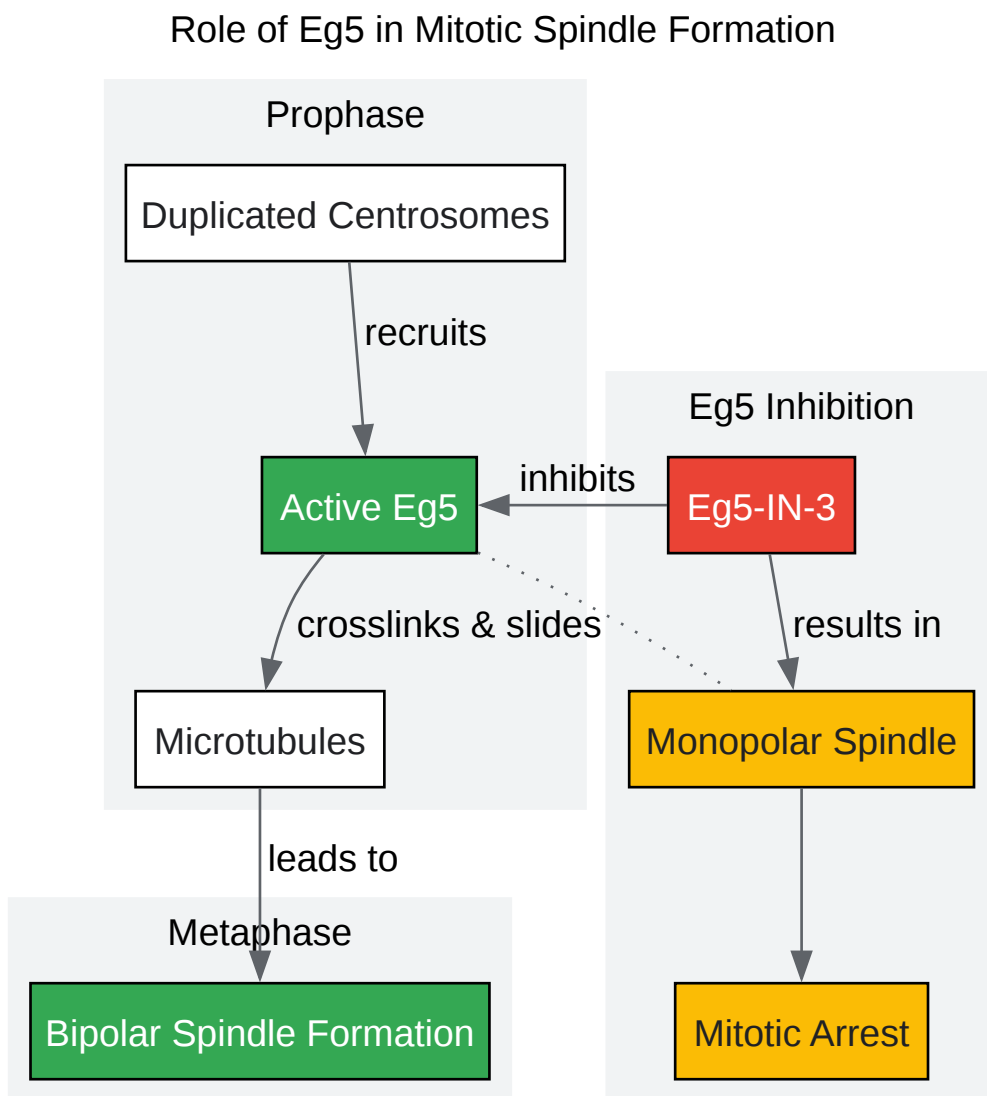 Role of Eg5 in Mitotic Spindle Formation
Prophase
Duplicated Centrosomes
recruits
Eg5 Inhibition
inhibits
Active Eg5
Eg5-IN-3
crosslinks & slides
results in
Microtubules
Monopolar Spindle
leads to
Metaphase
Bipolar Spindle Formation
Mitotic Arrest